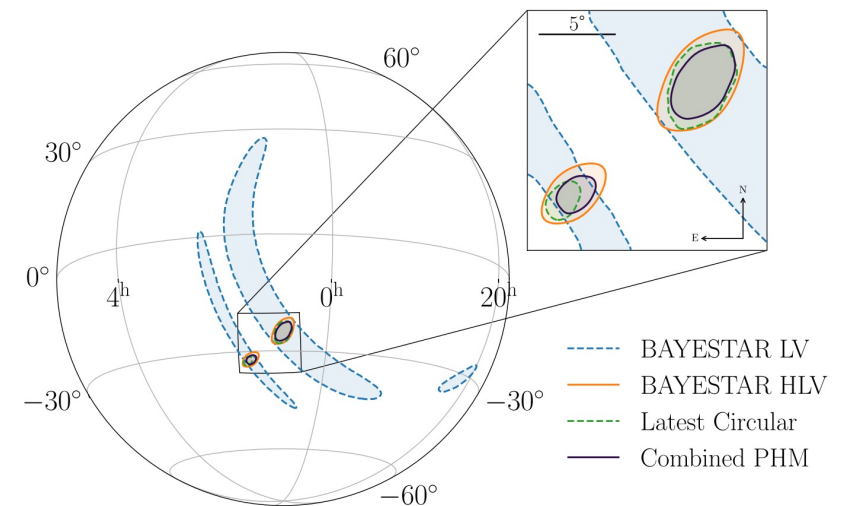 60°
5°
30°
N
E
0°
4h
0h
20h
BAYESTAR LV
BAYESTAR HLV
−30°
−30°
Latest Circular
Combined PHM
−60°